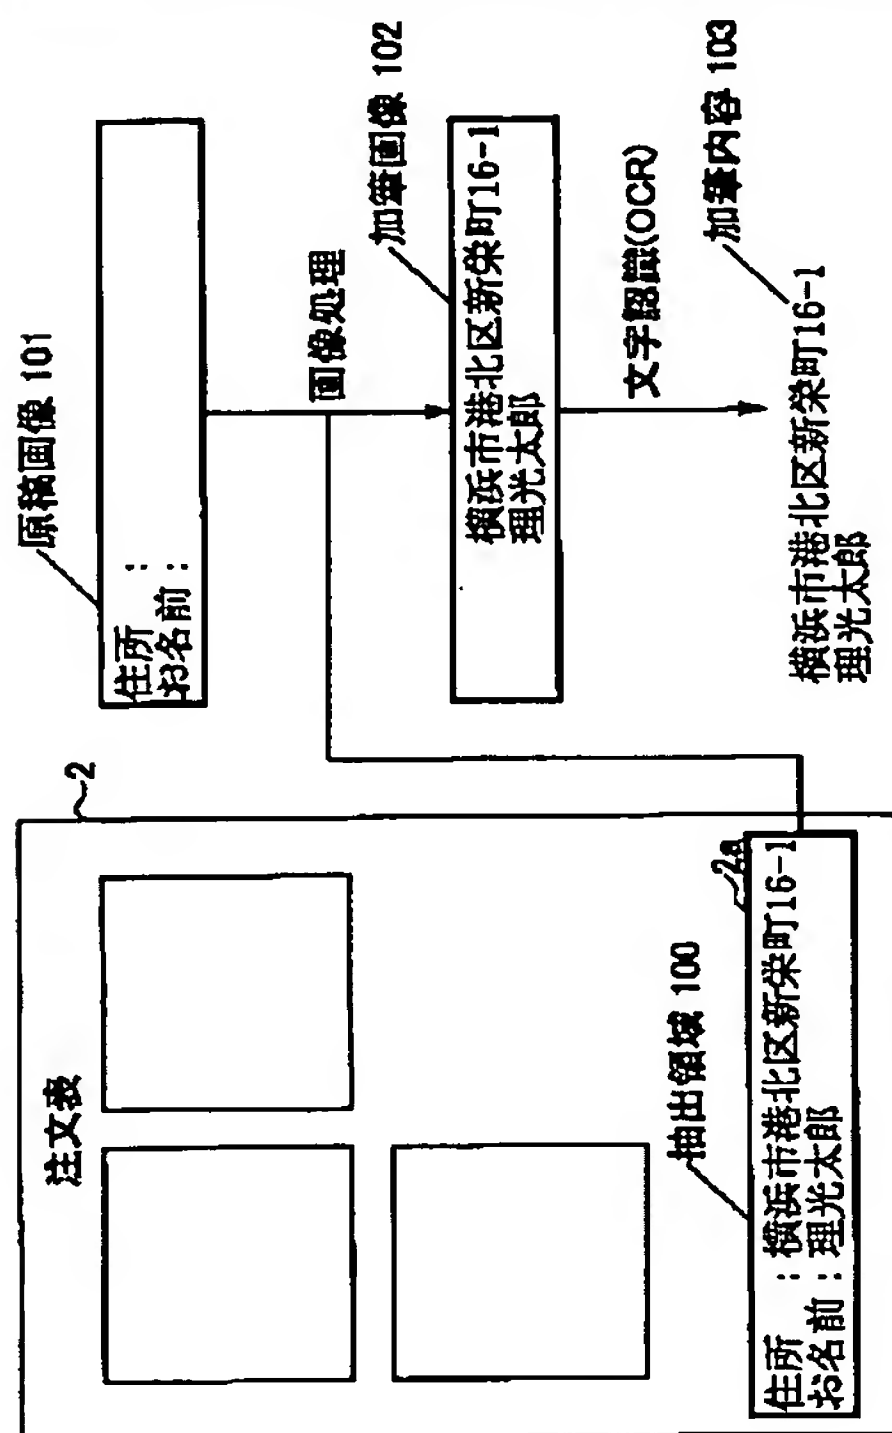 注文表
2
抽出領域 100
2a
住所　：横浜市港北区新栄町16-1
お名前：理光太郎
原稿画像 101
住所　：
お名前：
画像処理
加筆画像 102
横浜市港北区新栄町16-1
理光太郎
文字認識(OCR)
加筆内容 103
横浜市港北区新栄町16-1
理光太郎